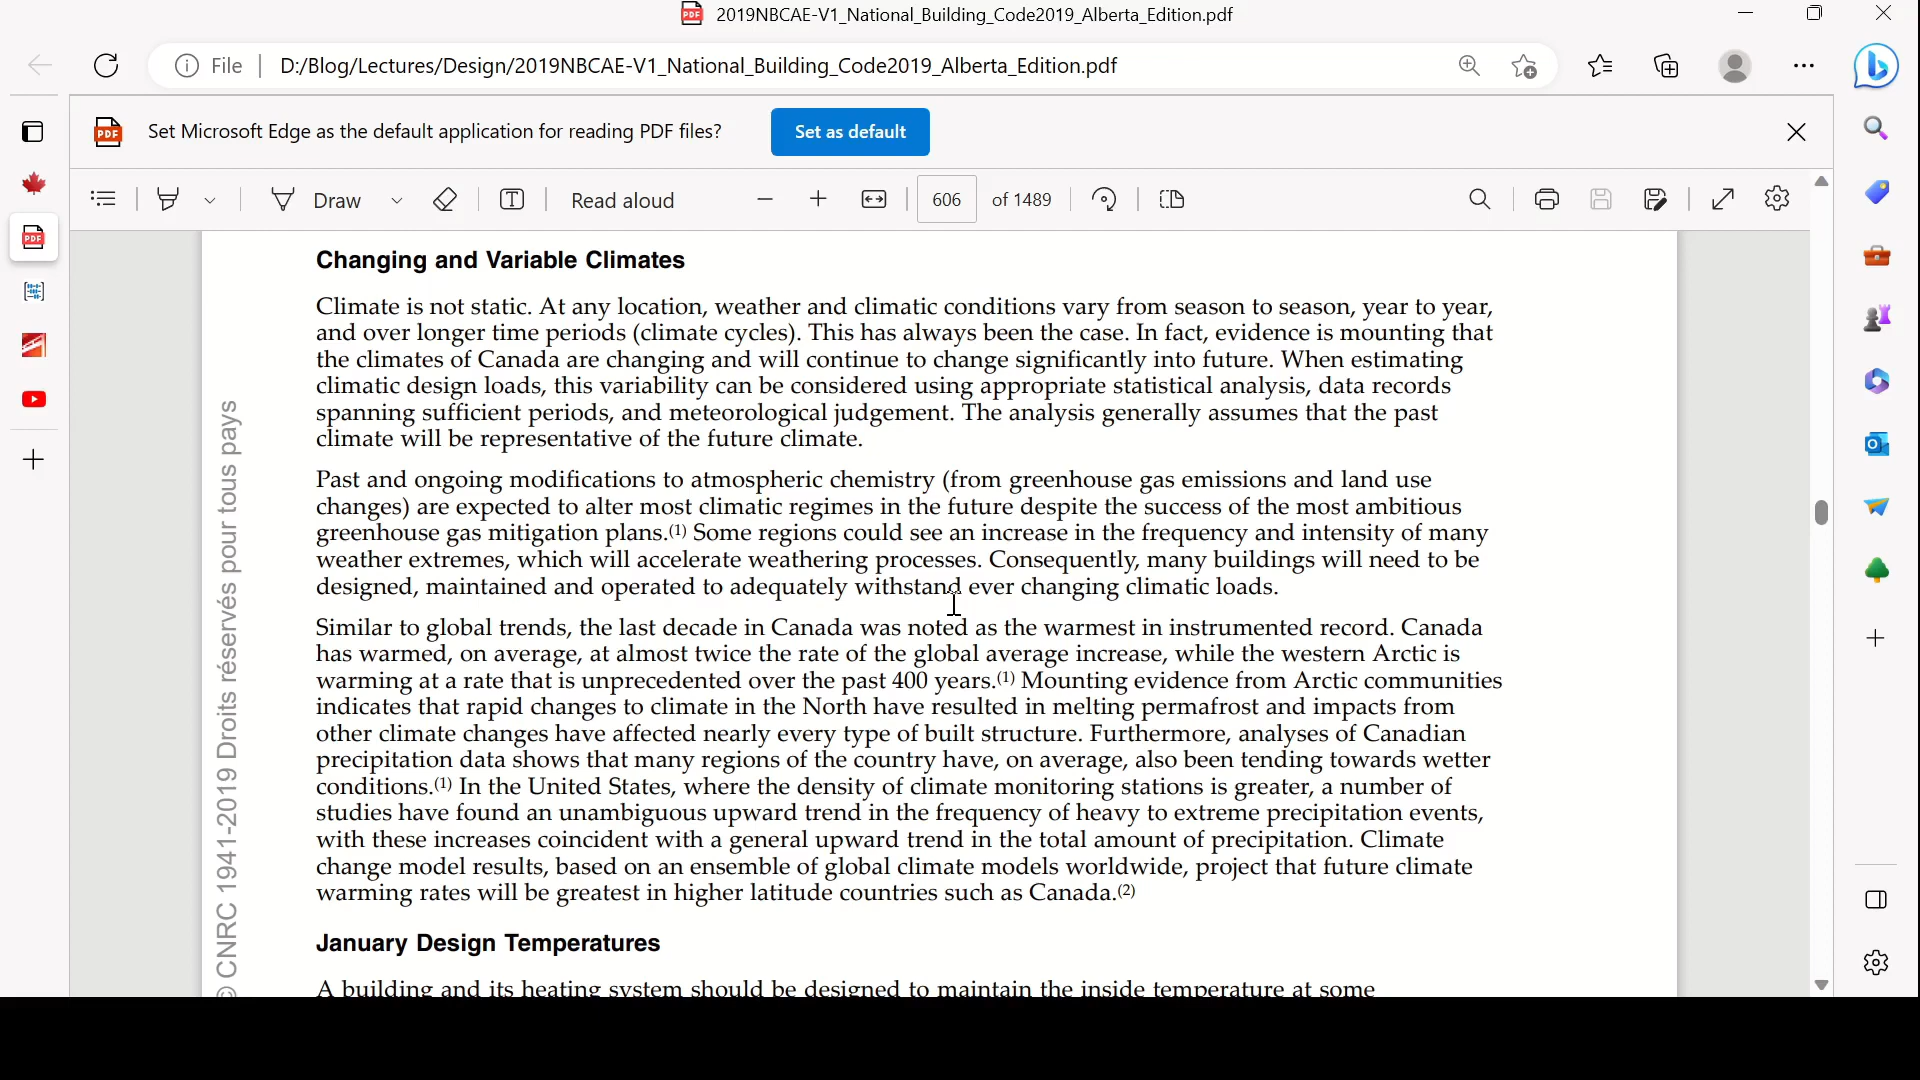 2019NBCAE-V1_National_Building_Code2019_Alberta_Edition.pdf
File
D:/Blog/Lectures/Design/2019NBCAE-V1_National_Building_Code2019_Alberta_Edition.pdf
PDF Set Microsoft Edge as the default application for reading PDF files? Set as default
Draw T Read aloud 606 of 1489
Changing and Variable Climates
Climate is not static. At any location, weather and climatic conditions vary from season to season, year to year,
and over longer time periods (climate cycles). This has always been the case. In fact, evidence is mounting that
the climates of Canada are changing and will continue to change significantly into future. When estimating
climatic design loads, this variability can be considered using appropriate statistical analysis, data records
spanning sufficient periods, and meteorological judgement. The analysis generally assumes that the past
climate will be representative of the future climate.
Past and ongoing modifications to atmospheric chemistry (from greenhouse gas emissions and land use
changes) are expected to alter most climatic regimes in the future despite the success of the most ambitious
greenhouse gas mitigation plans.(1) Some regions could see an increase in the frequency and intensity of many
weather extremes, which will accelerate weathering processes. Consequently, many buildings will need to be
designed, maintained and operated to adequately withstand ever changing climatic loads.
Similar to global trends, the last decade in Canada was noted as the warmest in instrumented record. Canada
has warmed, on average, at almost twice the rate of the global average increase, while the western Arctic is
warming at a rate that is unprecedented over the past 400 years.(1) Mounting evidence from Arctic communities
indicates that rapid changes to climate in the North have resulted in melting permafrost and impacts from
other climate changes have affected nearly every type of built structure. Furthermore, analyses of Canadian
precipitation data shows that many regions of the country have, on average, also been tending towards wetter
conditions.(1) In the United States, where the density of climate monitoring stations is greater, a number of
studies have found an unambiguous upward trend in the frequency of heavy to extreme precipitation events,
with these increases coincident with a general upward trend in the total amount of precipitation. Climate
change model results, based on an ensemble of global climate models worldwide, project that future climate
warming rates will be greatest in higher latitude countries such as Canada.(2)
January Design Temperatures
A building and its heating system should be designed to maintain the inside temperature at some
© CNRC 1941-2019 Droits réservés pour tous pays